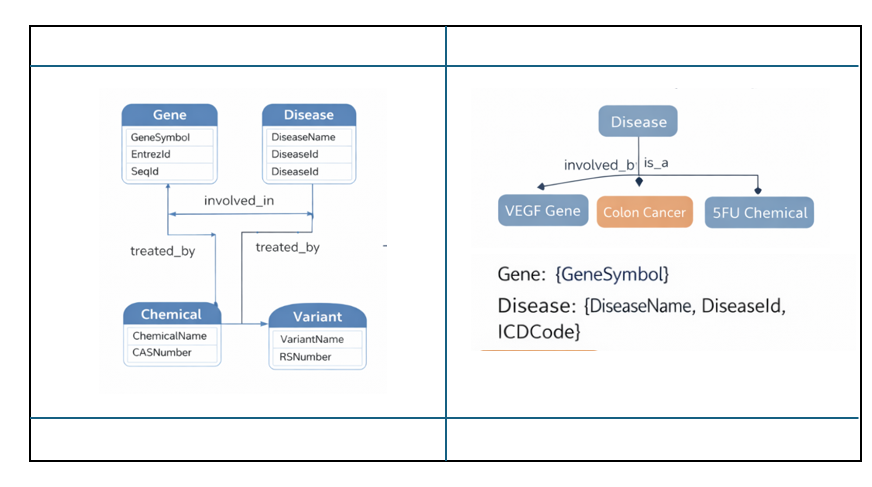 Gene
GeneSymbol
EntrezId
SeqId
Disease
DiseaseName
DiseaseId
DiseaseId
involved_in
treated_by
treated_by
Chemical
ChemicalName
CASNumber
Variant
VariantName
RSNumber
Disease
involved_b
is_a
VEGF Gene
Colon Cancer
5FU Chemical
Gene: {GeneSymbol}
Disease: {DiseaseName, DiseaseId,
ICDCode}